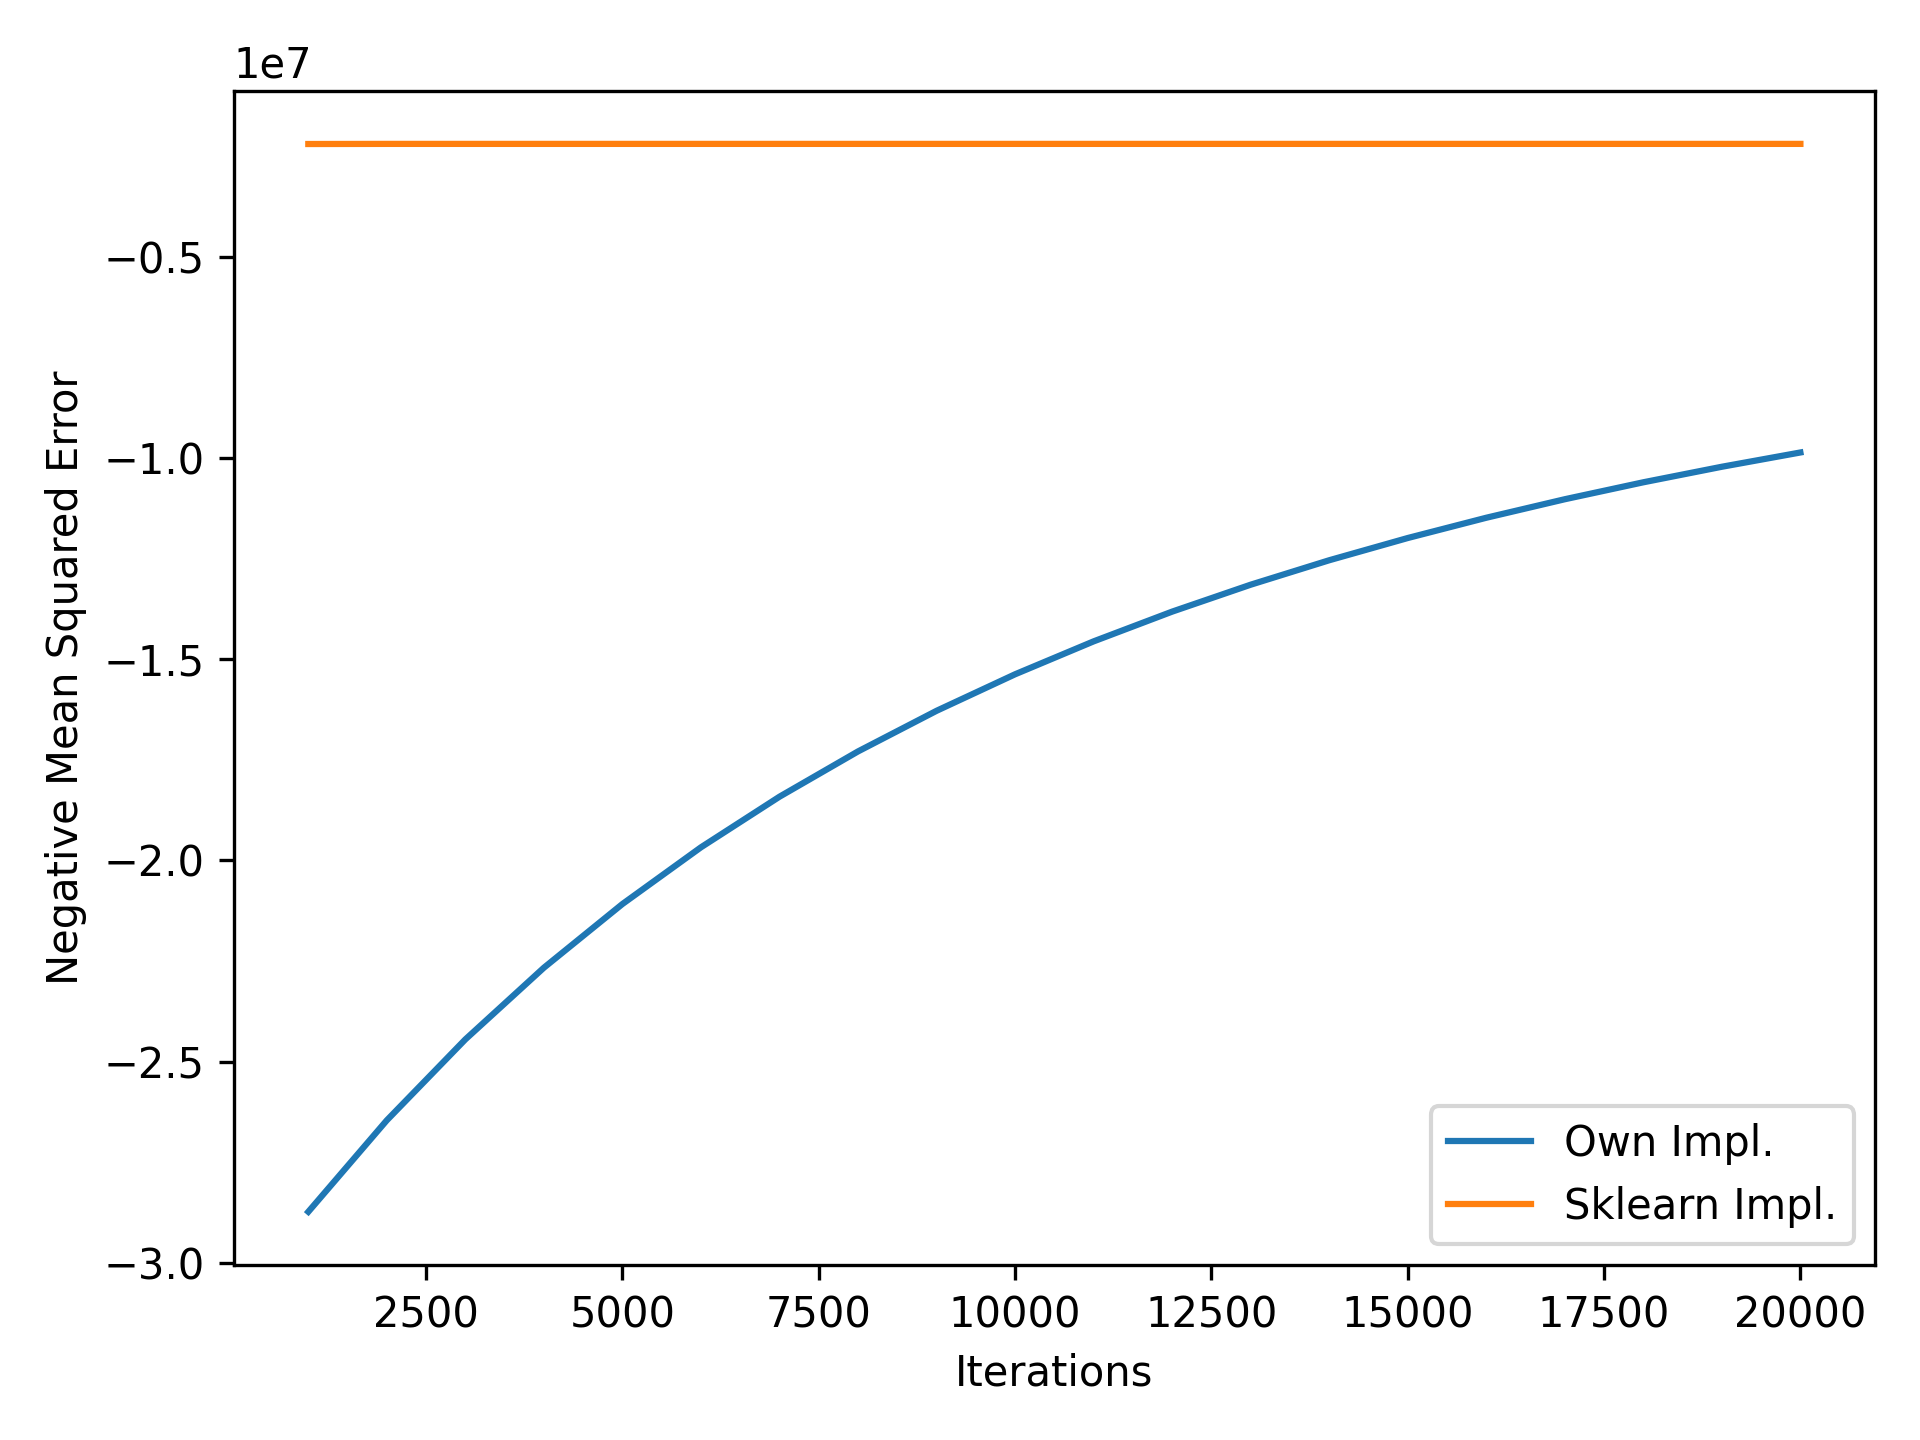 1e7
−0.5
−1.0
−1.5
−2.0
−2.5
−3.0
Negative Mean Squared Error
2500 5000 7500 10000 12500 15000 17500 20000
Iterations
Own Impl.
Sklearn Impl.